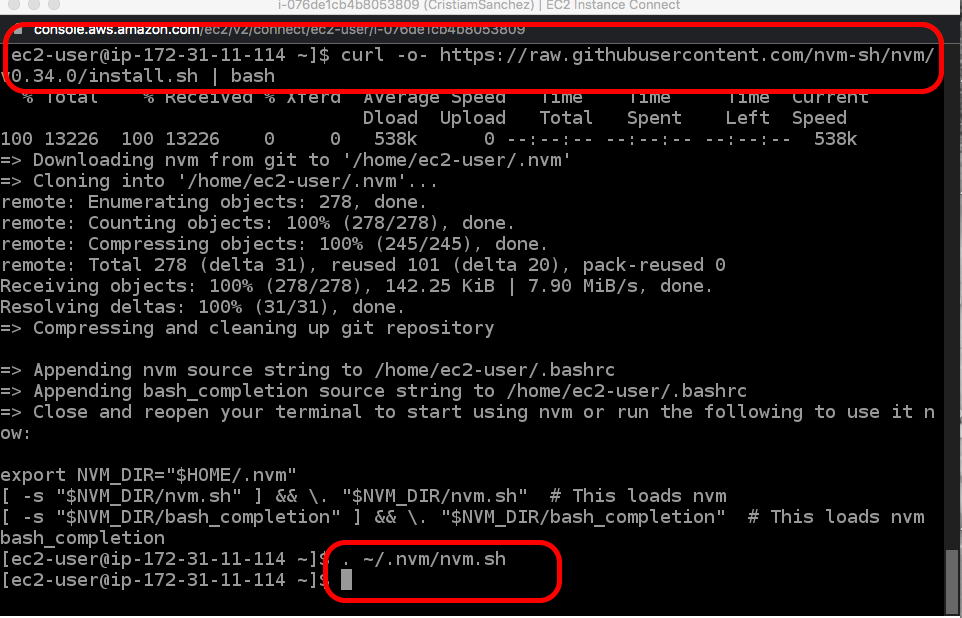 i-076de1cb4b8053809 (CristiamSanchez) | EC2 Instance Connect
console.aws.amazon.com/ec2/v2/connect/ec2-user/i-076de1cb4b8053809
ec2-user@ip-172-31-11-114 ~]$ curl -o- https://raw.githubusercontent.com/nvm-sh/nvm/
v0.34.0/install.sh | bash
% Total % Received % Xferd Average Speed Time Time Time Current
Dload Upload Total Spent Left Speed
100 13226 100 13226 0 0 538k 0 --:--:-- --:--:-- --:--:-- 538k
=> Downloading nvm from git to '/home/ec2-user/.nvm'
=> Cloning into '/home/ec2-user/.nvm'...
remote: Enumerating objects: 278, done.
remote: Counting objects: 100% (278/278), done.
remote: Compressing objects: 100% (245/245), done.
remote: Total 278 (delta 31), reused 101 (delta 20), pack-reused 0
Receiving objects: 100% (278/278), 142.25 KiB | 7.90 MiB/s, done.
Resolving deltas: 100% (31/31), done.
=> Compressing and cleaning up git repository
=> Appending nvm source string to /home/ec2-user/.bashrc
=> Appending bash_completion source string to /home/ec2-user/.bashrc
=> Close and reopen your terminal to start using nvm or run the following to use it n
ow:
export NVM_DIR="$HOME/.nvm"
[ -s "$NVM_DIR/nvm.sh" ] && \. "$NVM_DIR/nvm.sh"  # This loads nvm
[ -s "$NVM_DIR/bash_completion" ] && \. "$NVM_DIR/bash_completion"  # This loads nvm
bash_completion
[ec2-user@ip-172-31-11-114 ~]$ . ~/.nvm/nvm.sh
[ec2-user@ip-172-31-11-114 ~]$